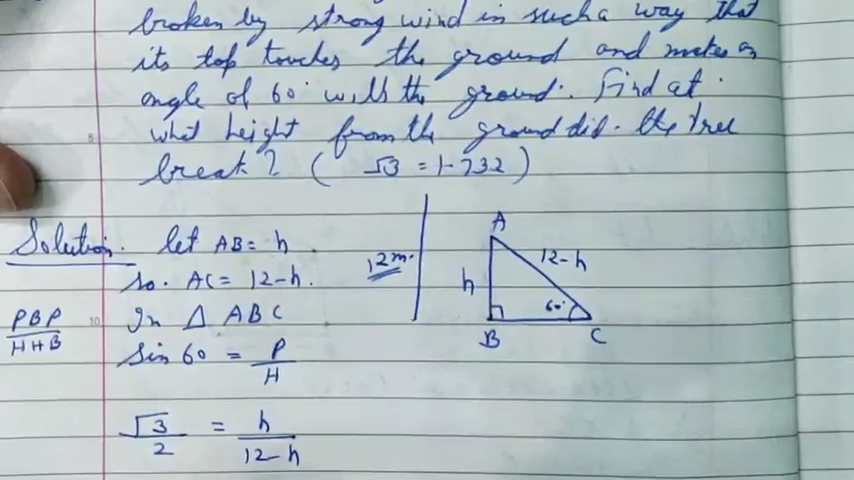 broken by strong wind in such a way that
its top touches the ground and makes an
angle of 60° with the ground. Find at
what height from the ground did the tree
break? ( √3 = 1.732)
Solution. let AB = h
so. AC = 12-h.
In Δ ABC
PBP
HHB
Sin 60 = P/H
√3/2 = h/12-h
12m.
A
h
12-h
60°
B
C
5
10